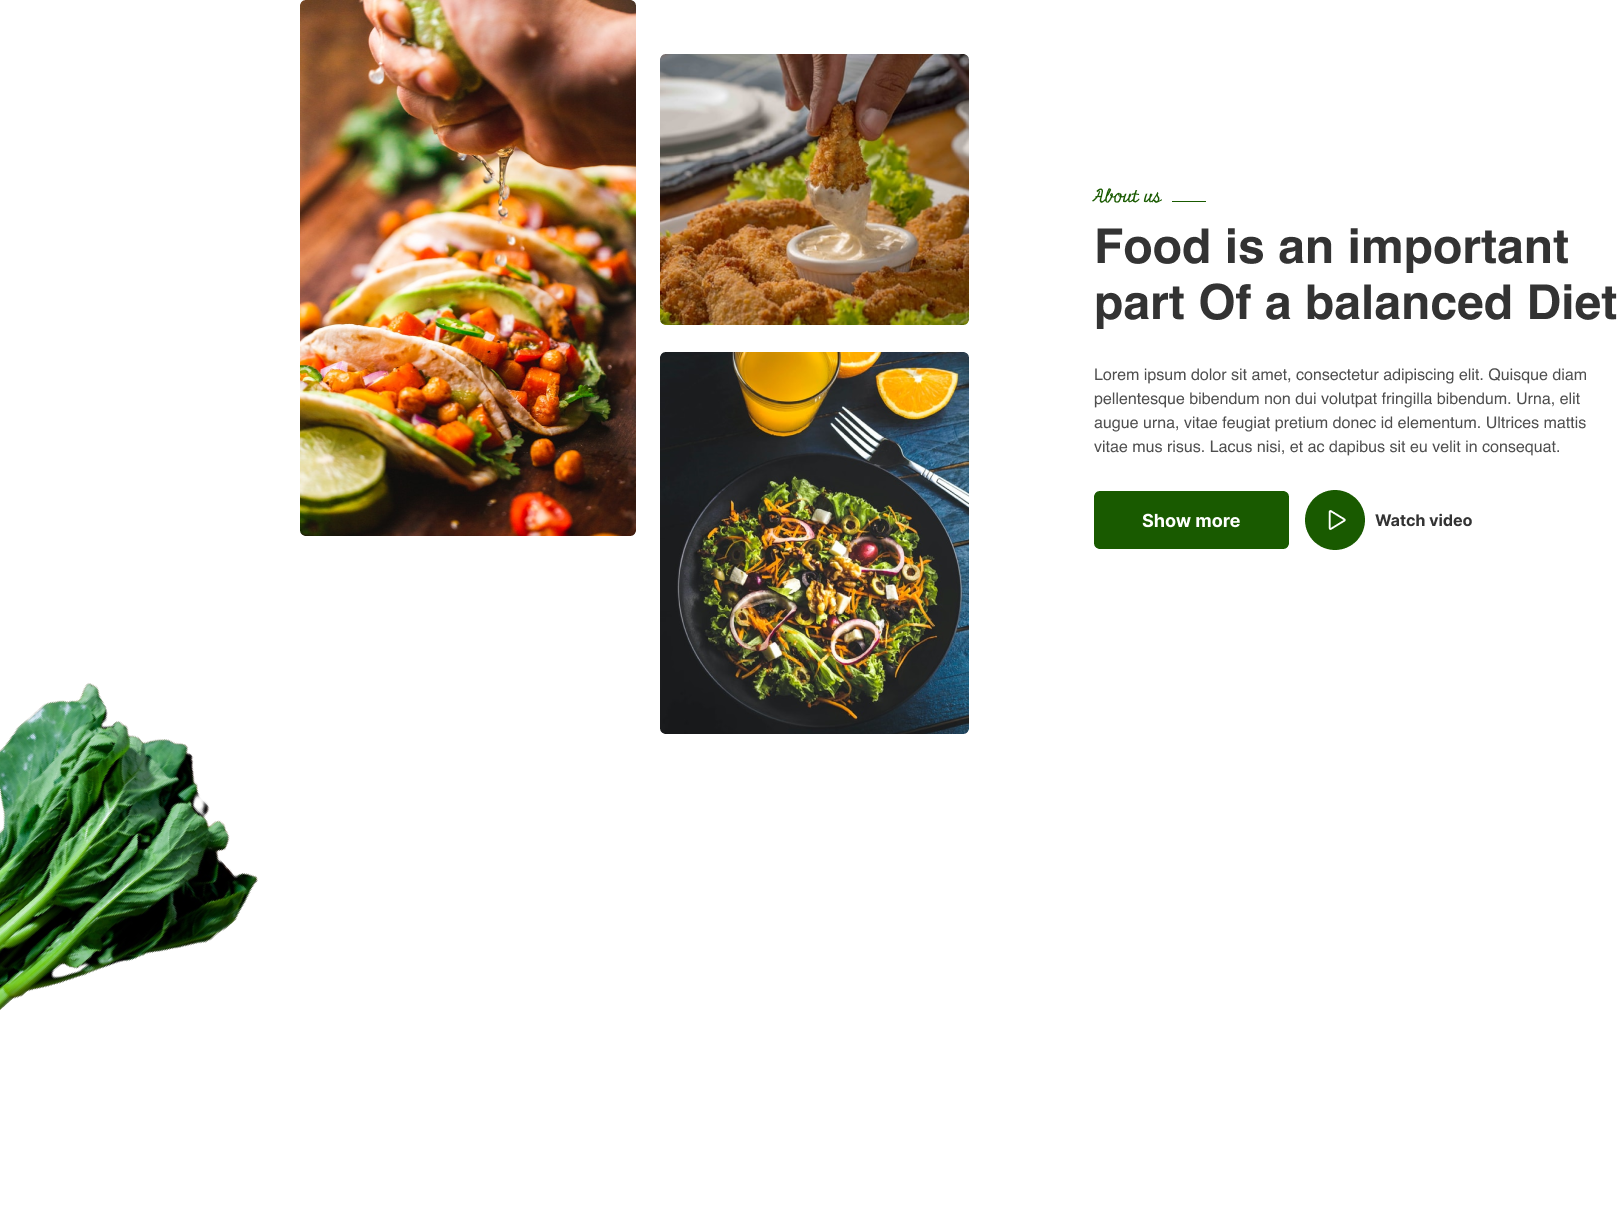 About us
Food is an important
part Of a balanced Diet
Lorem ipsum dolor sit amet, consectetur adipiscing elit. Quisque diam
pellentesque bibendum non dui volutpat fringilla bibendum. Urna, elit
augue urna, vitae feugiat pretium donec id elementum. Ultrices mattis
vitae mus risus. Lacus nisi, et ac dapibus sit eu velit in consequat.
Show more
Watch video